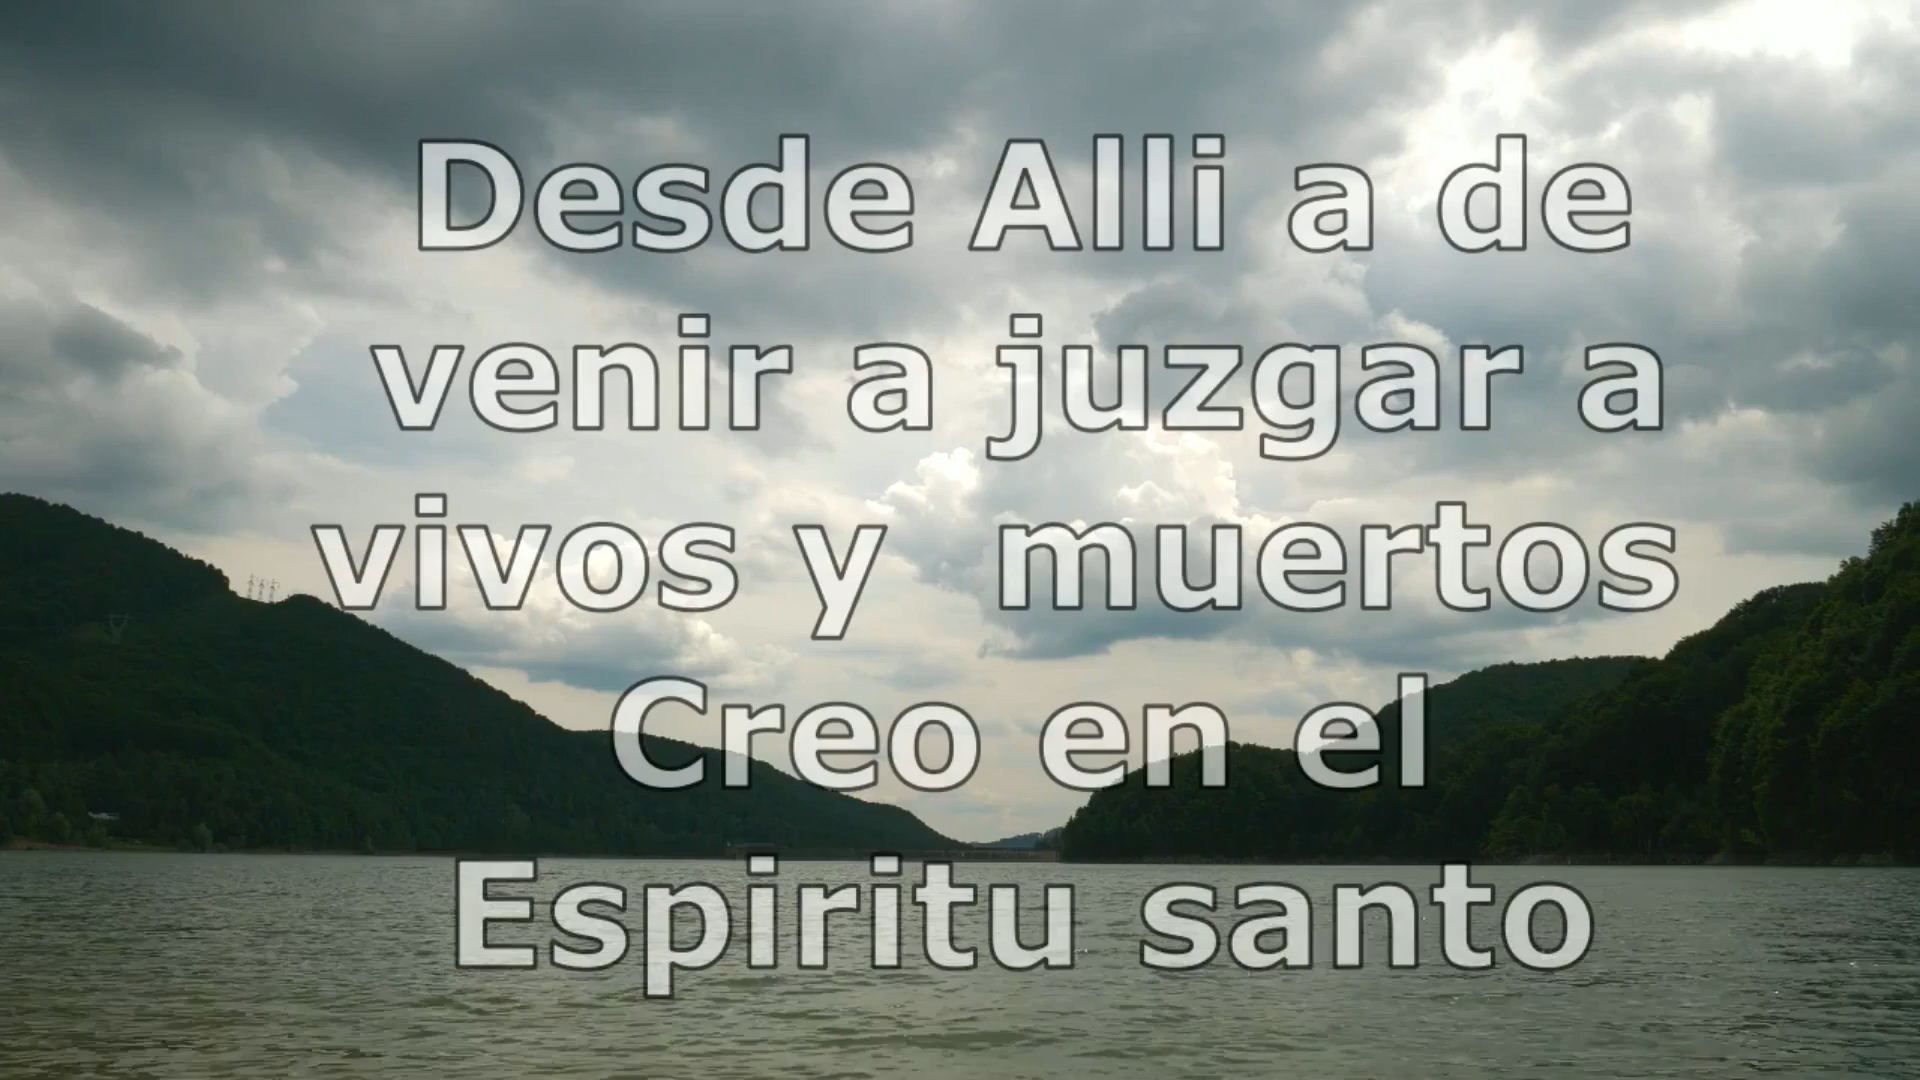 Desde Alli a de
venir a juzgar a
vivos y muertos
Creo en el
Espiritu santo